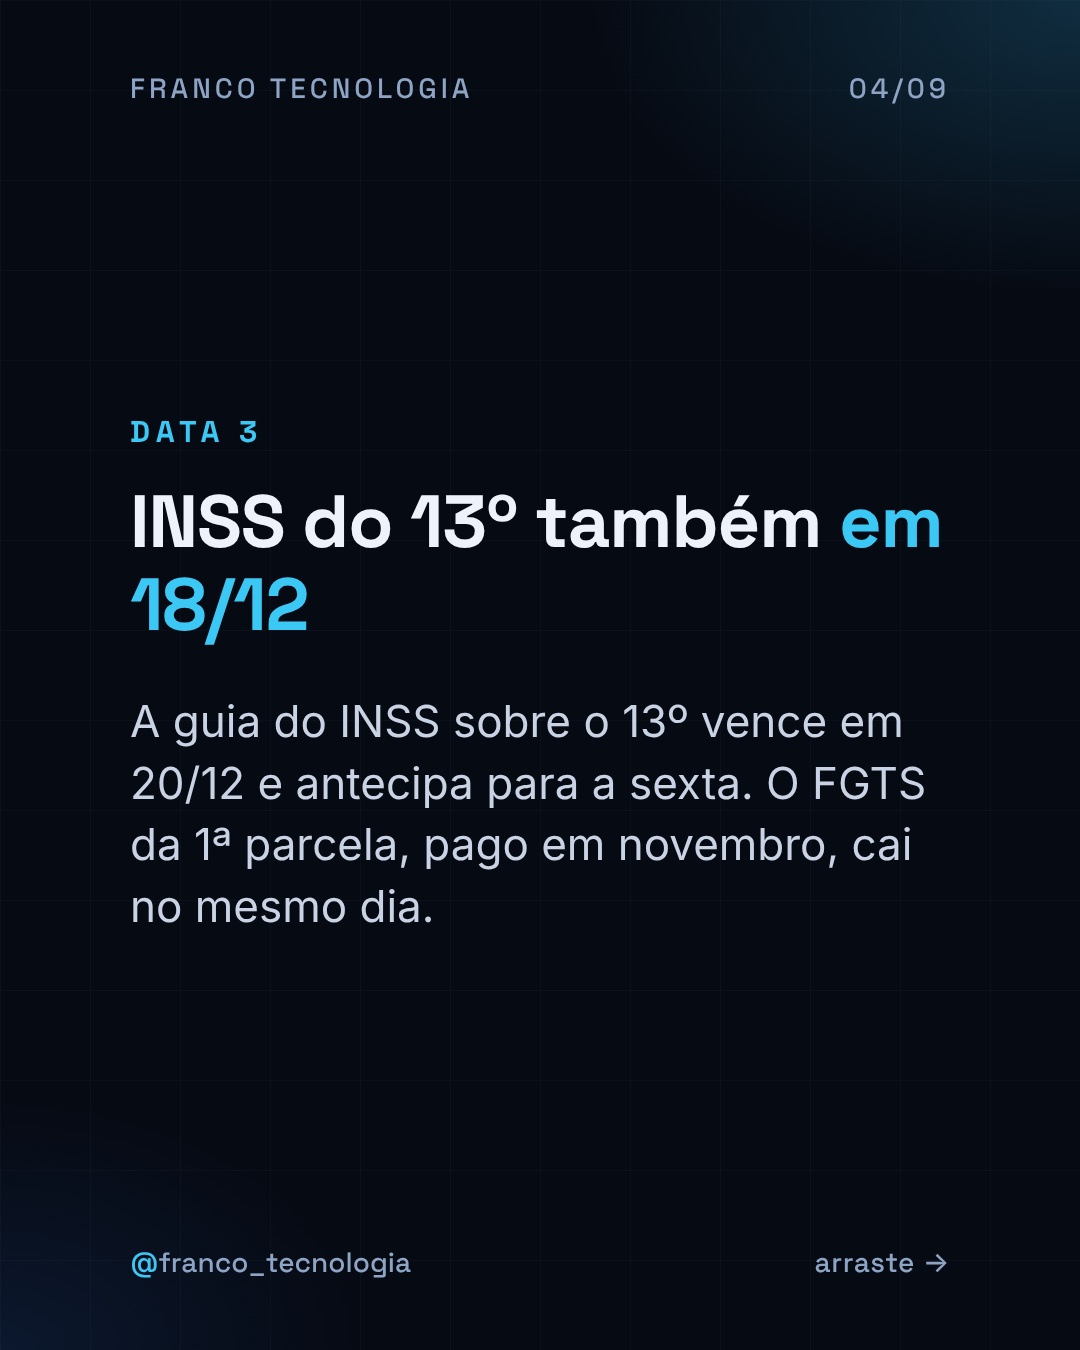 FRANCO TECNOLOGIA 04/09
DATA 3
INSS do 13º também em
18/12
A guia do INSS sobre o 13º vence em
20/12 e antecipa para a sexta. O FGTS
da 1ª parcela, pago em novembro, cai
no mesmo dia.
@franco_tecnologia arraste →